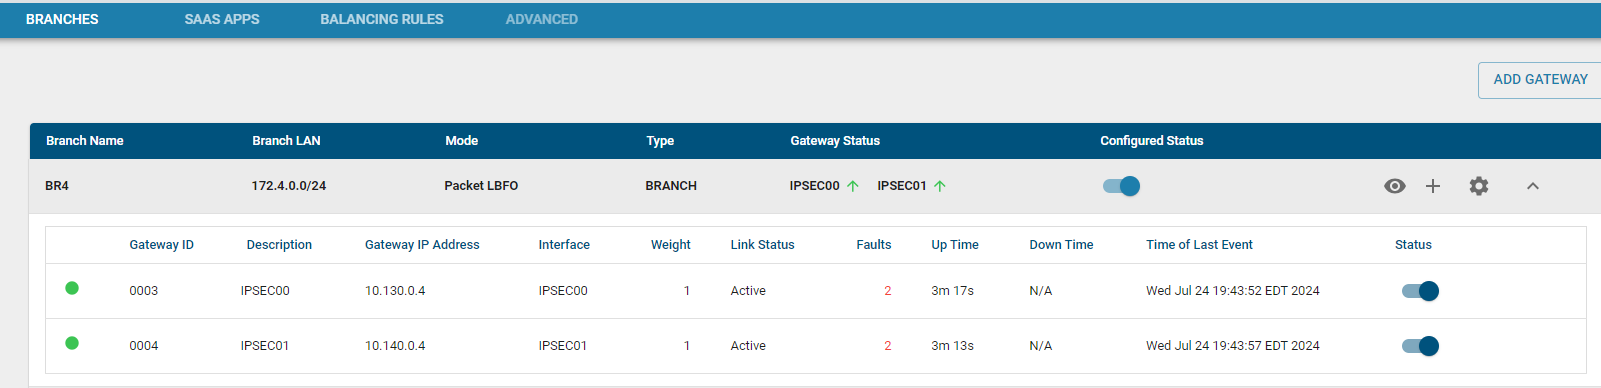 BRANCHES SAAS APPS BALANCING RULES ADVANCED
ADD GATEWAY
Branch Name Branch LAN Mode Type Gateway Status Configured Status
BR4 172.4.0.0/24 Packet LBFO BRANCH IPSEC00 ↑ IPSEC01 ↑
Gateway ID Description Gateway IP Address Interface Weight Link Status Faults Up Time Down Time Time of Last Event Status
0003 IPSEC00 10.130.0.4 IPSEC00 1 Active 2 3m 17s N/A Wed Jul 24 19:43:52 EDT 2024
0004 IPSEC01 10.140.0.4 IPSEC01 1 Active 2 3m 13s N/A Wed Jul 24 19:43:57 EDT 2024